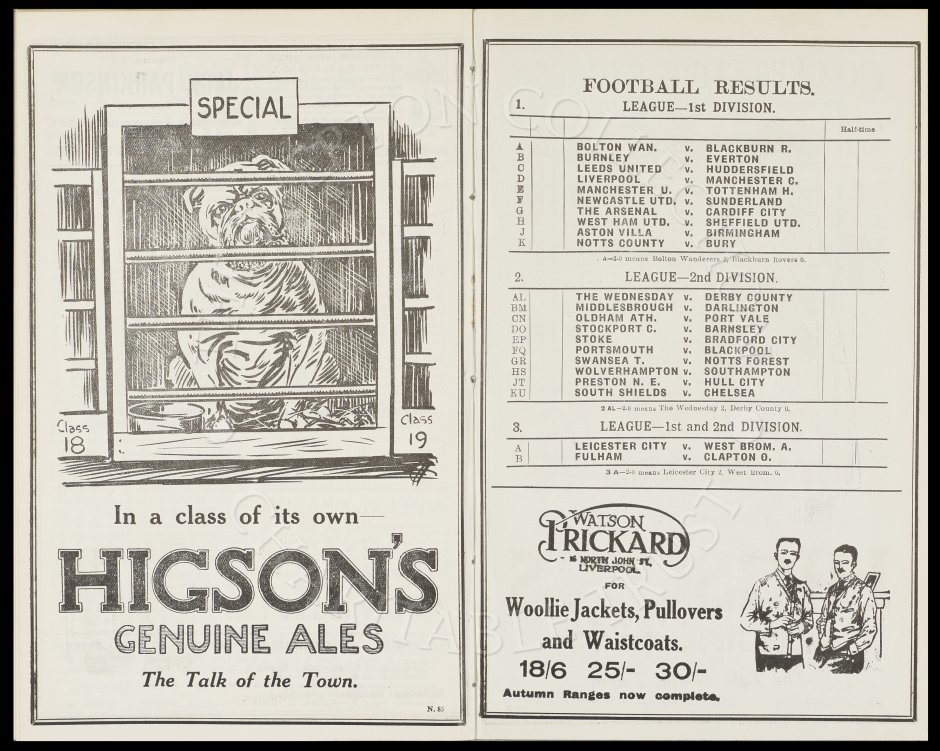 SPECIAL
Class
18
Class
19
In a class of its own—
HIGSON'S
GENUINE ALES
The Talk of the Town.
N. 85
FOOTBALL RESULTS.
1. LEAGUE—1st DIVISION.
Half-time
A BOLTON WAN. v. BLACKBURN R.
B BURNLEY v. EVERTON
C LEEDS UNITED v. HUDDERSFIELD
D LIVERPOOL v. MANCHESTER C.
E MANCHESTER U. v. TOTTENHAM H.
F NEWCASTLE UTD. v. SUNDERLAND
G THE ARSENAL v. CARDIFF CITY
H WEST HAM UTD. v. SHEFFIELD UTD.
J ASTON VILLA v. BIRMINGHAM
K NOTTS COUNTY v. BURY
A—2-0 means Bolton Wanderers 2, Blackburn Rovers 0.
2. LEAGUE—2nd DIVISION.
AL THE WEDNESDAY v. DERBY COUNTY
BM MIDDLESBROUGH v. DARLINGTON
CN OLDHAM ATH. v. PORT VALE
DO STOCKPORT C. v. BARNSLEY
EP STOKE v. BRADFORD CITY
FQ PORTSMOUTH v. BLACKPOOL
GR SWANSEA T. v. NOTTS FOREST
HS WOLVERHAMPTON v. SOUTHAMPTON
JT PRESTON N. E. v. HULL CITY
KU SOUTH SHIELDS v. CHELSEA
2 AL—2-0 means The Wednesday 2, Derby County 0.
3. LEAGUE—1st and 2nd DIVISION.
A LEICESTER CITY v. WEST BROM. A.
B FULHAM v. CLAPTON O.
3 A—2-0 means Leicester City 2, West Brom. 0.
WATSON
PRICKARD
16 NORTH JOHN ST,
LIVERPOOL.
FOR
Woollie Jackets, Pullovers
and Waistcoats.
18/6 25/- 30/-
Autumn Ranges now complete.